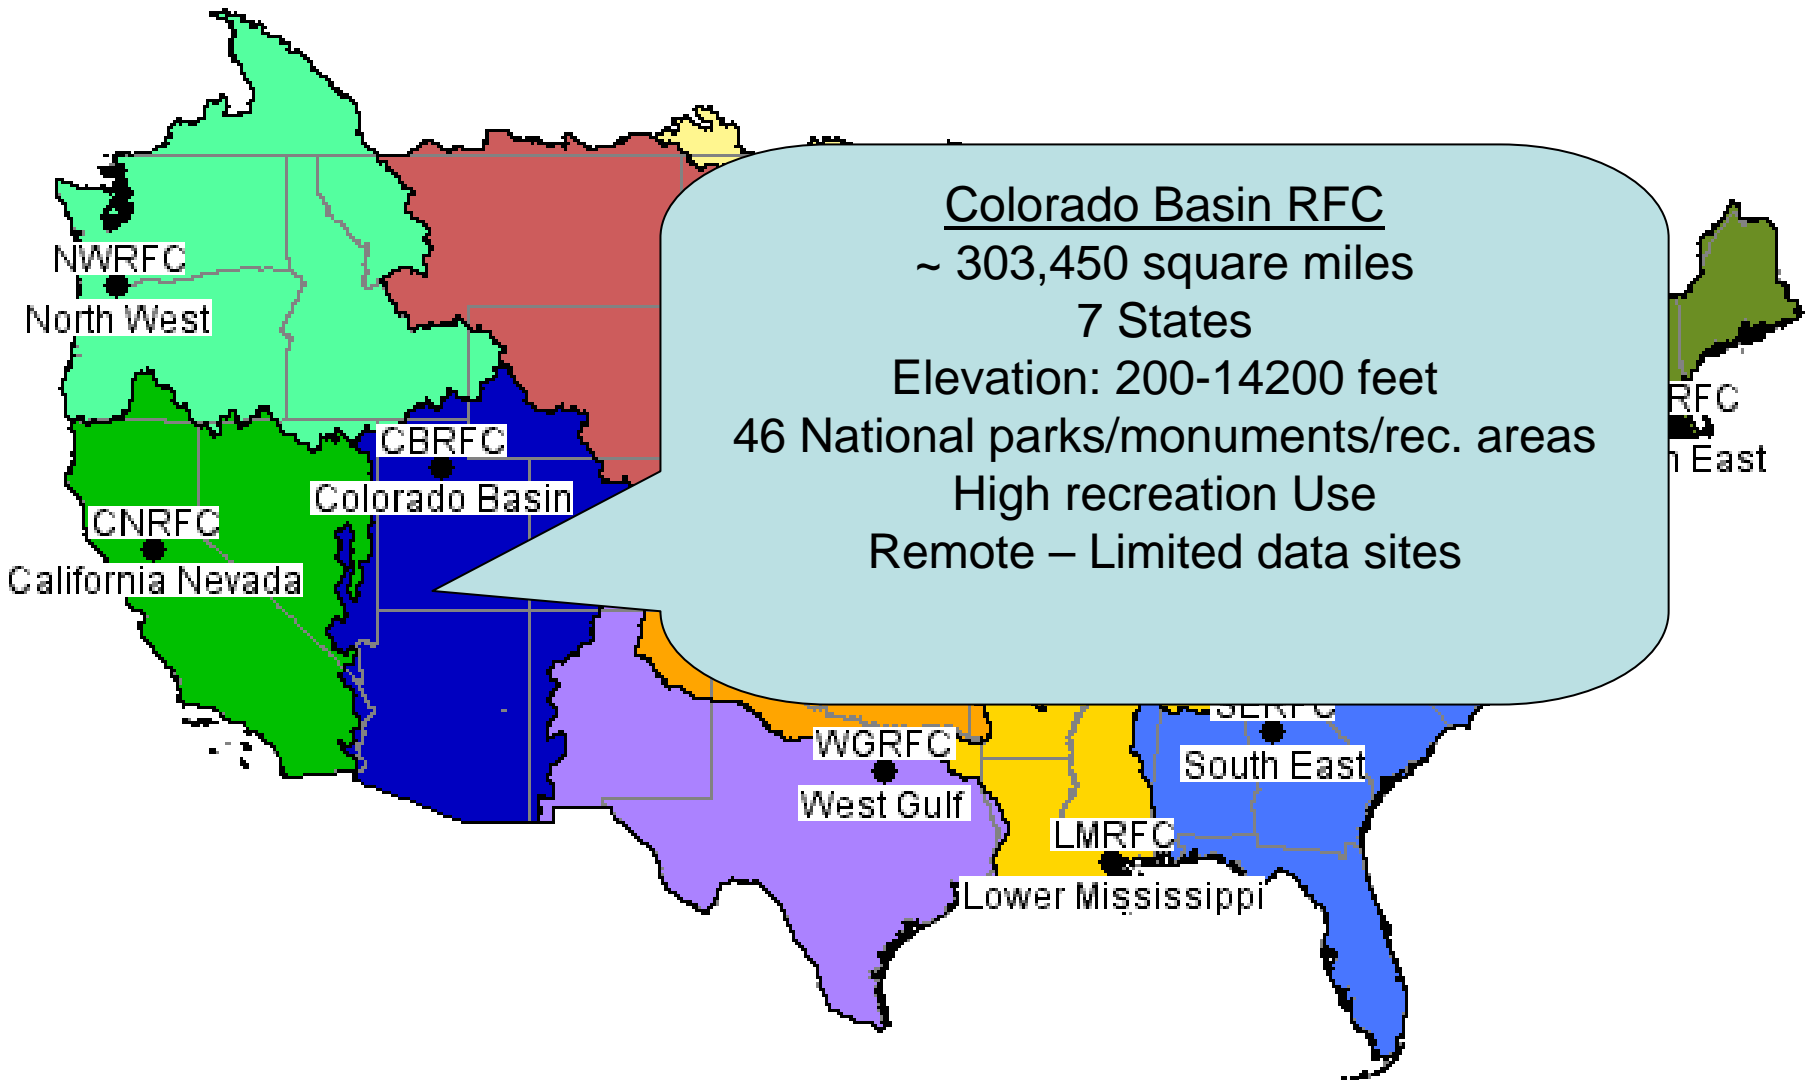 Colorado Basin RFC
~ 303,450 square miles
7 States
Elevation: 200-14200 feet
46 National parks/monuments/rec. areas
High recreation Use
Remote – Limited data sites
NWRFC
North West
CBRFC
Colorado Basin
CNRFC
California Nevada
WGRFC
West Gulf
LMRFC
Lower Mississippi
SERFC
South East
RFC
East